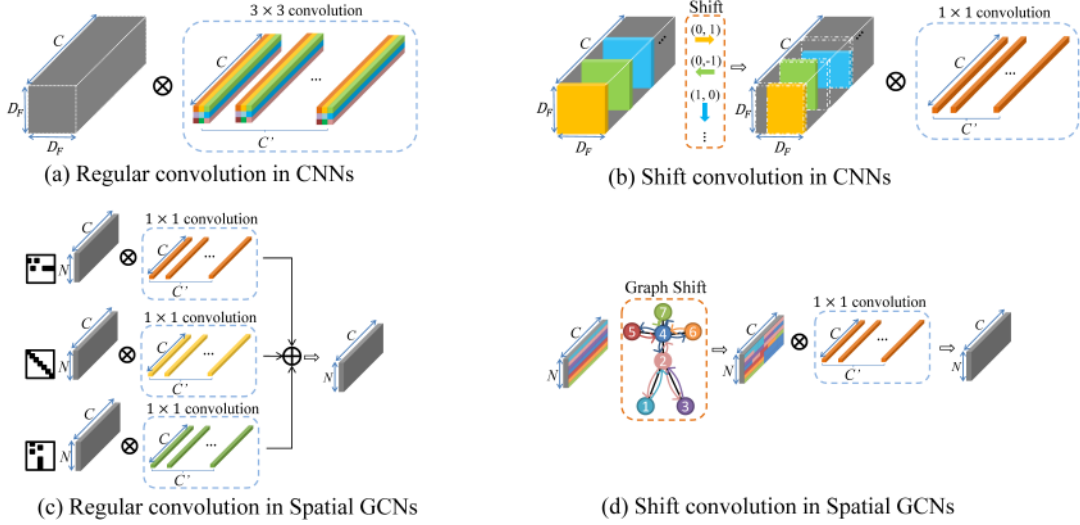 3 × 3 convolution
C
C
...
D_F
D_F
C'
(a) Regular convolution in CNNs
Shift
1 × 1 convolution
C
...
(0, 1)
(0,-1)
(1, 0)
⋮
⇨
C
...
C
...
D_F
D_F
D_F
D_F
C'
(b) Shift convolution in CNNs
1 × 1 convolution
C
N
C
...
C'
1 × 1 convolution
C
N
C
...
C'
C
N
1 × 1 convolution
C
N
C
...
C'
(c) Regular convolution in Spatial GCNs
Graph Shift
1 × 1 convolution
C
N
7
5
4
6
2
1
3
C
N
C
...
C'
C
N
(d) Shift convolution in Spatial GCNs